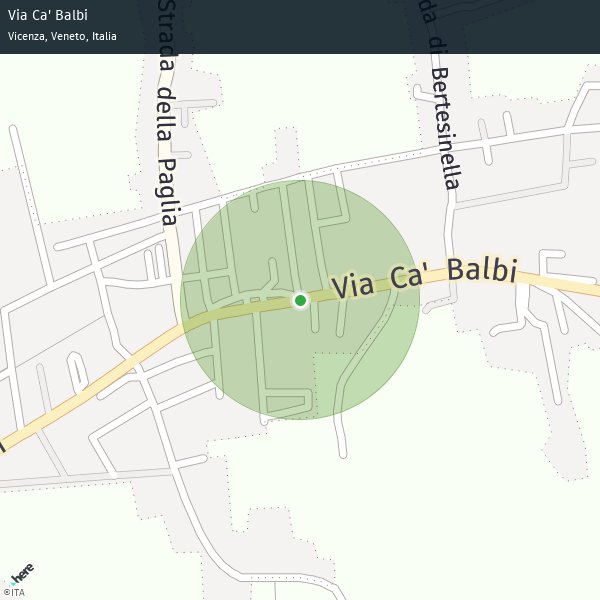 Via Ca' Balbi
Vicenza, Veneto, Italia
Strada della Paglia
da di Bertesinella
Via Ca' Balbi
here
©ITA